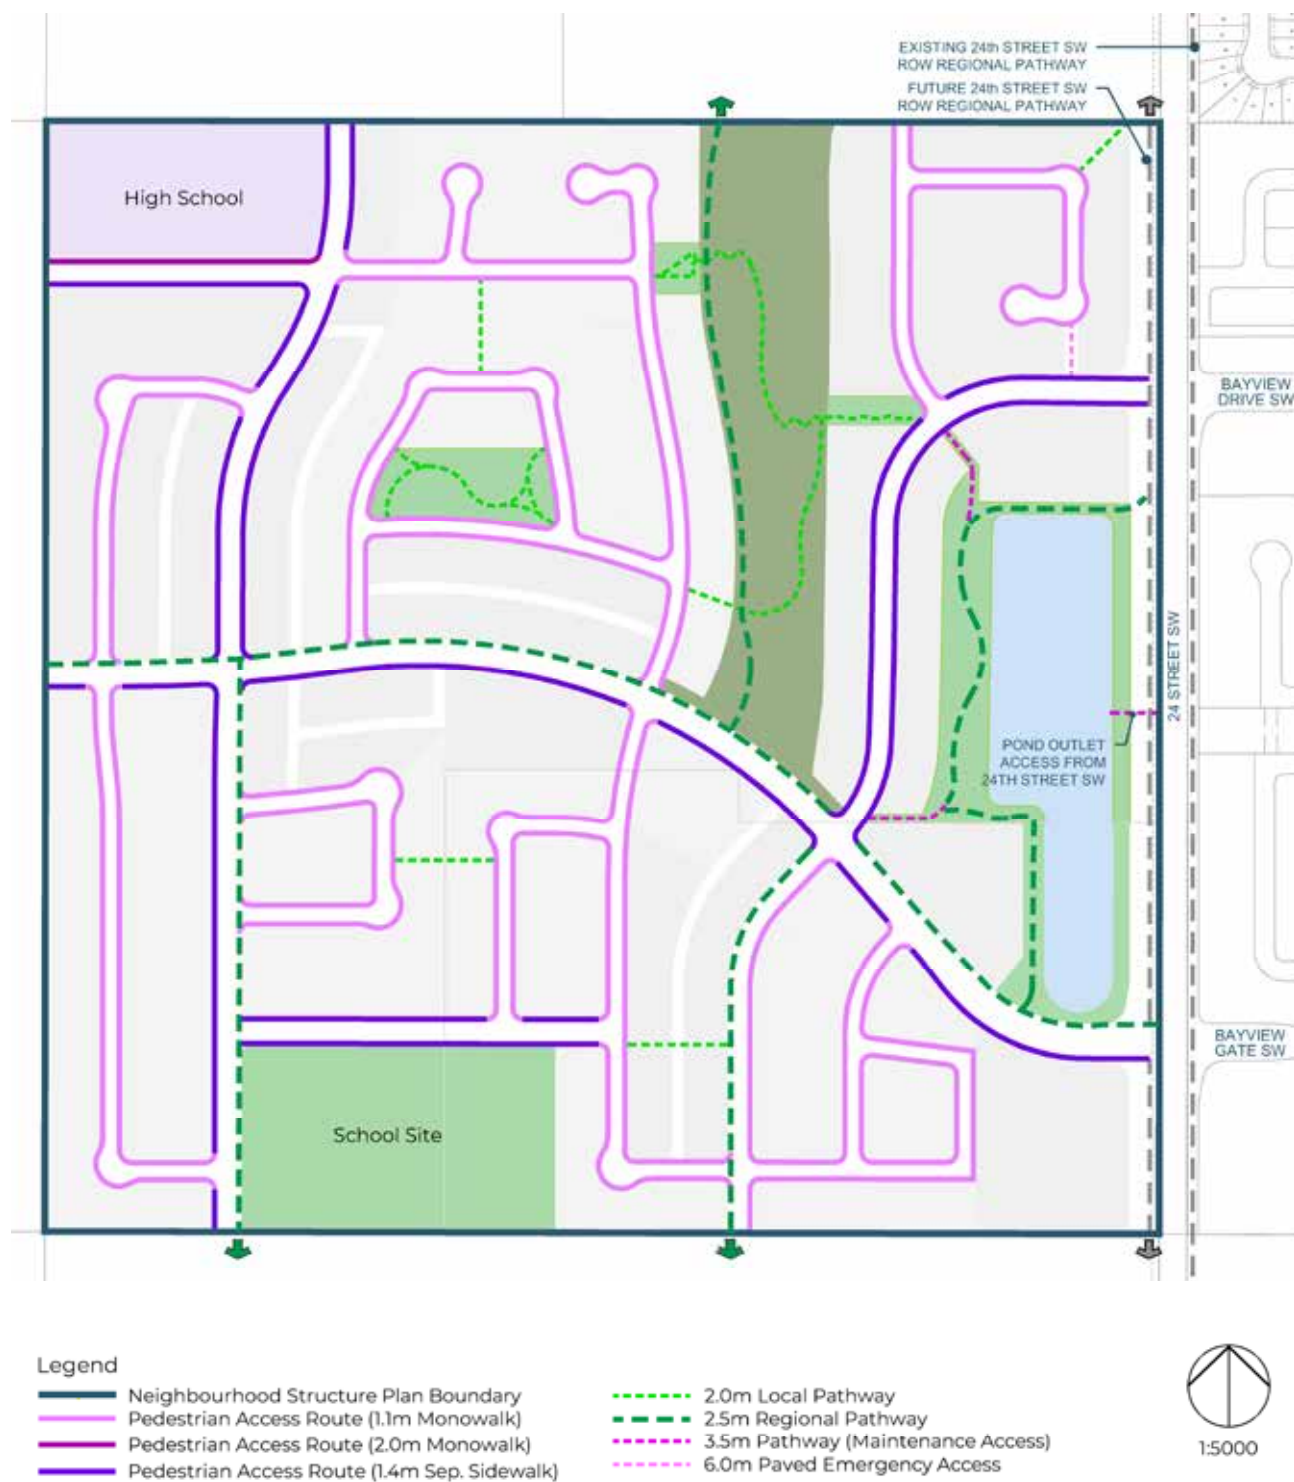 EXISTING 24th STREET SW
ROW REGIONAL PATHWAY
FUTURE 24th STREET SW
ROW REGIONAL PATHWAY
High School
BAYVIEW
DRIVE SW
24 STREET SW
POND OUTLET
ACCESS FROM
24TH STREET SW
BAYVIEW
GATE SW
School Site
Legend
Neighbourhood Structure Plan Boundary
Pedestrian Access Route (1.1m Monowalk)
Pedestrian Access Route (2.0m Monowalk)
Pedestrian Access Route (1.4m Sep. Sidewalk)
2.0m Local Pathway
2.5m Regional Pathway
3.5m Pathway (Maintenance Access)
6.0m Paved Emergency Access
1:5000